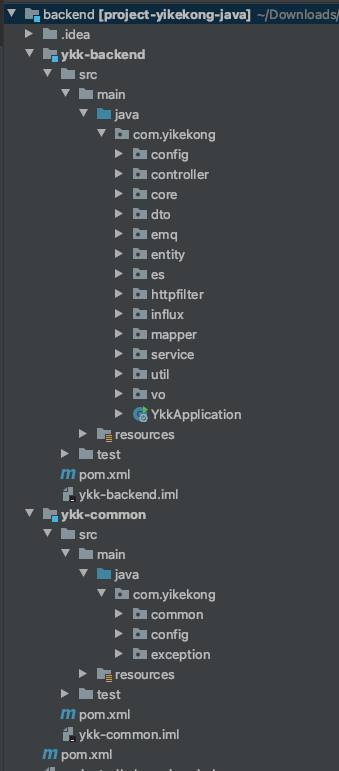 backend [project-yikekong-java] ~/Downloads/
.idea
ykk-backend
src
main
java
com.yikekong
config
controller
core
dto
emq
entity
es
httpfilter
influx
mapper
service
util
vo
YkkApplication
resources
test
pom.xml
ykk-backend.iml
ykk-common
src
main
java
com.yikekong
common
config
exception
resources
test
pom.xml
ykk-common.iml
pom.xml